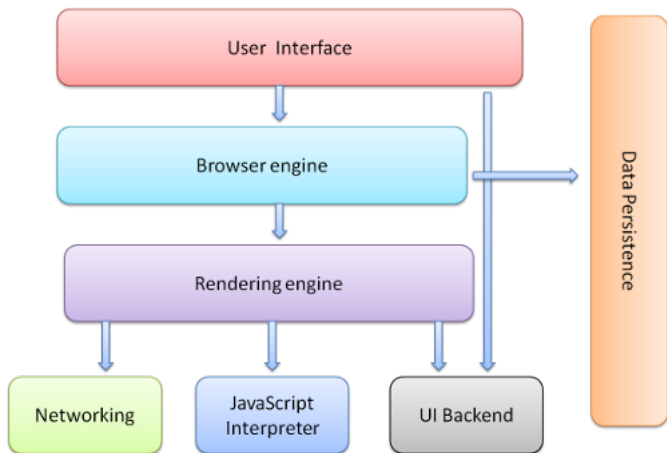 User Interface
Browser engine
Data Persistence
Rendering engine
Networking
JavaScript
Interpreter
UI Backend